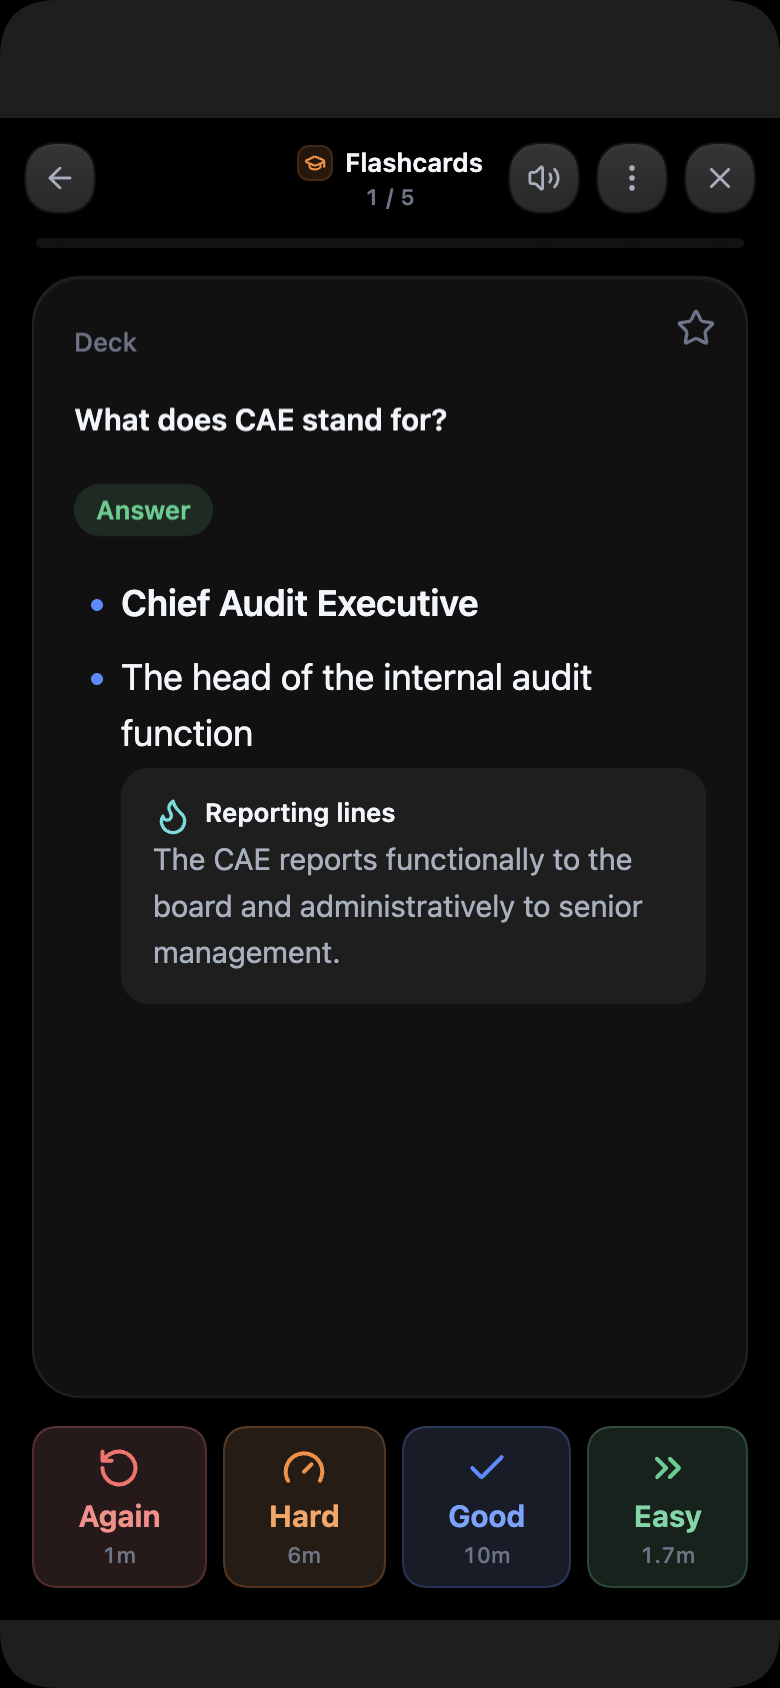 Flashcards
1 / 5
Deck
What does CAE stand for?
Answer
• Chief Audit Executive
• The head of the internal audit
function
Reporting lines
The CAE reports functionally to the
board and administratively to senior
management.
Again
1m
Hard
6m
Good
10m
Easy
1.7m